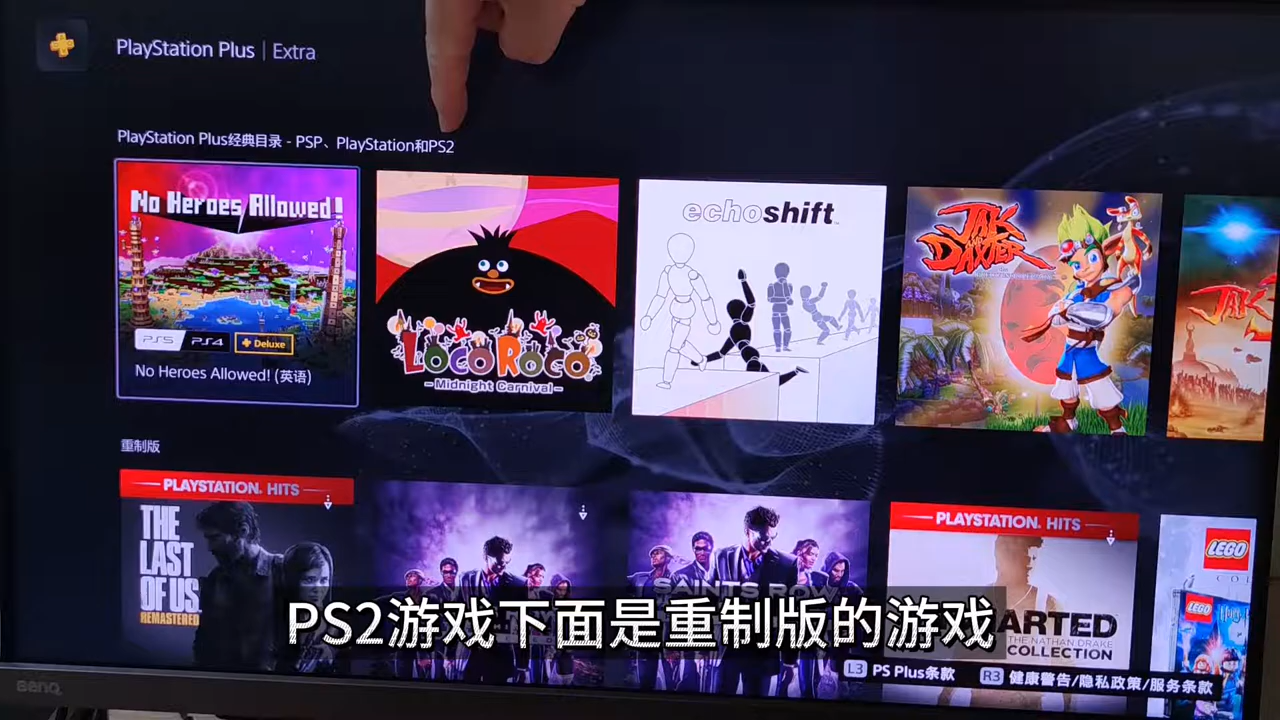 PlayStation Plus | Extra
PlayStation Plus经典目录 - PSP、PlayStation和PS2
No Heroes Allowed!
PS5 PS4 Deluxe
No Heroes Allowed! (英语)
LocoRoco
-Midnight Carnival-
echoshift
JAK AND DAXTER
JAK
重制版
PLAYSTATION HITS
THE LAST OF US
REMASTERED
SAINTS ROW
PLAYSTATION HITS
UNCHARTED
THE NATHAN DRAKE
COLLECTION
LEGO
LEGO
PS2游戏下面是重制版的游戏
L3 PS Plus条款 R3 健康警告/隐私政策/服务条款
BenQ